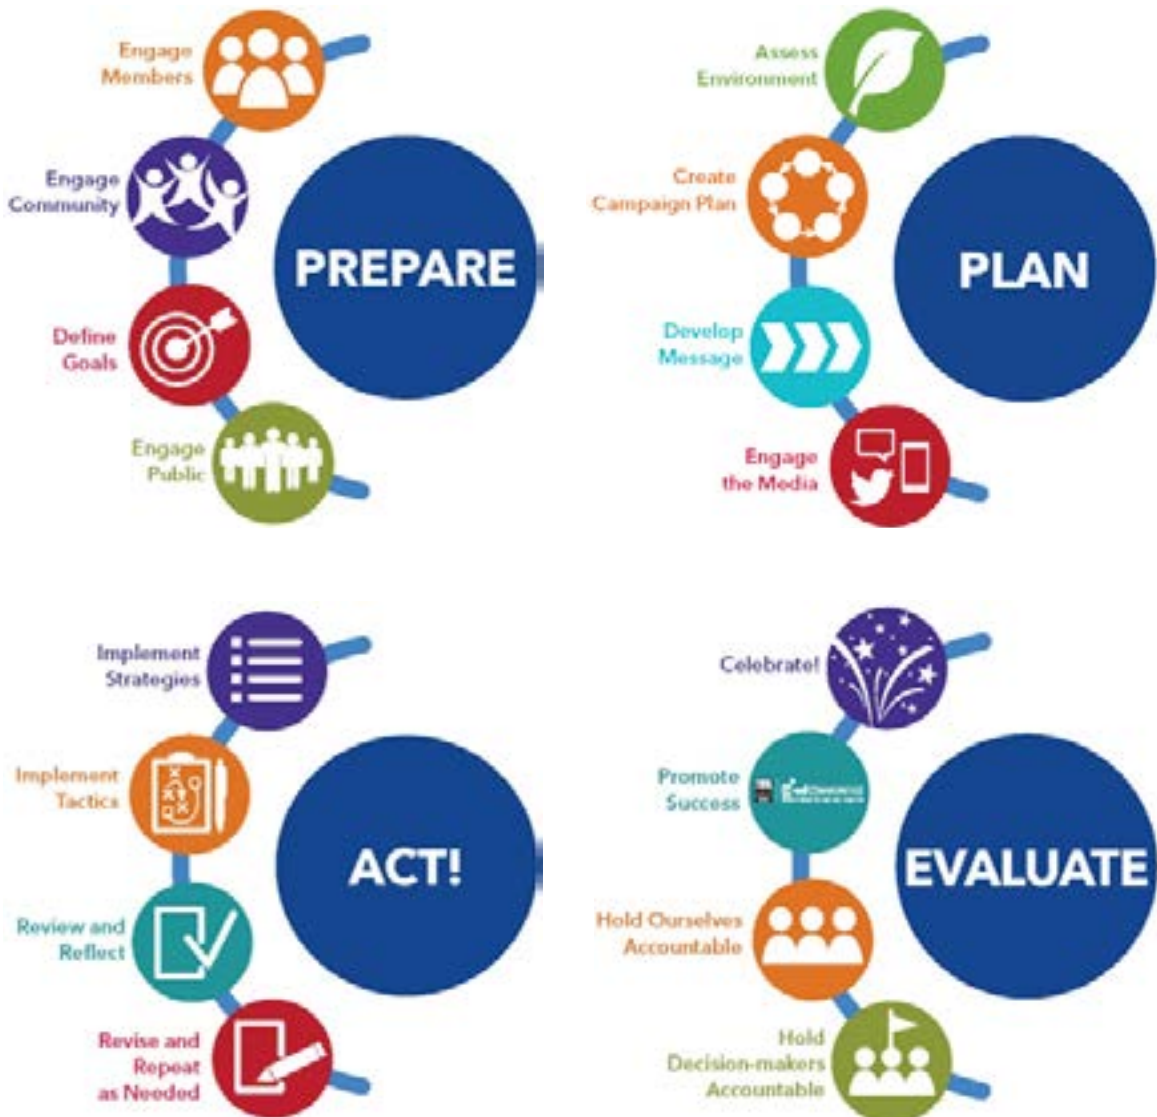 Engage
Members
Engage
Community
PREPARE
Define
Goals
Engage
Public
Assess
Environment
Create
Campaign Plan
PLAN
Develop
Message
Engage
the Media
Implement
Strategies
Implement
Tactics
ACT!
Review and
Reflect
Revise and
Repeat
as Needed
Celebrate!
Promote
Success
EVALUATE
Hold Ourselves
Accountable
Hold
Decision-makers
Accountable